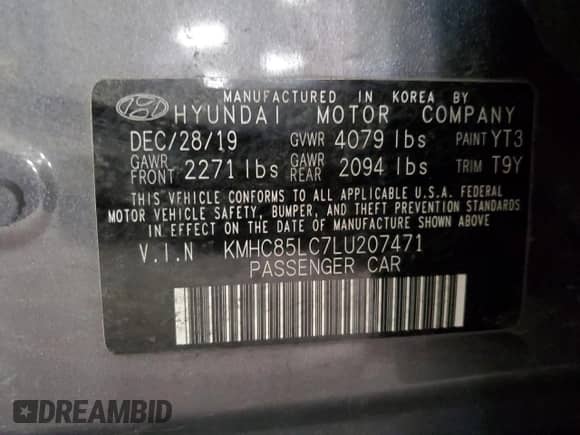 MANUFACTURED IN KOREA BY
HYUNDAI MOTOR COMPANY
DEC/28/19 GVWR 4079 lbs PAINT YT3
GAWR FRONT 2271 lbs GAWR REAR 2094 lbs TRIM T9Y
THIS VEHICLE CONFORMS TO ALL APPLICABLE U.S.A. FEDERAL
MOTOR VEHICLE SAFETY, BUMPER, AND THEFT PREVENTION STANDARDS
IN EFFECT ON THE DATE OF MANUFACTURE SHOWN ABOVE
V.I.N KMHC85LC7LU207471
PASSENGER CAR
DREAMBID